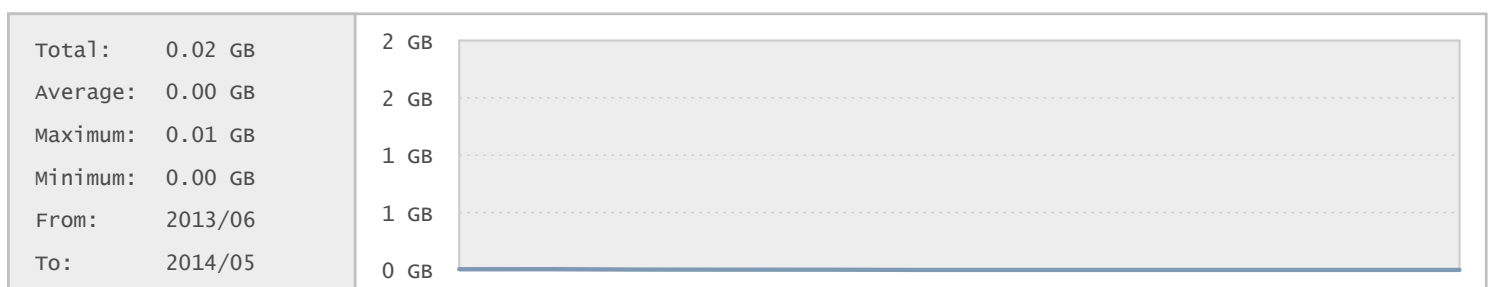 Total: 0.02 GB
Average: 0.00 GB
Maximum: 0.01 GB
Minimum: 0.00 GB
From: 2013/06
To: 2014/05
2 GB
2 GB
1 GB
1 GB
0 GB